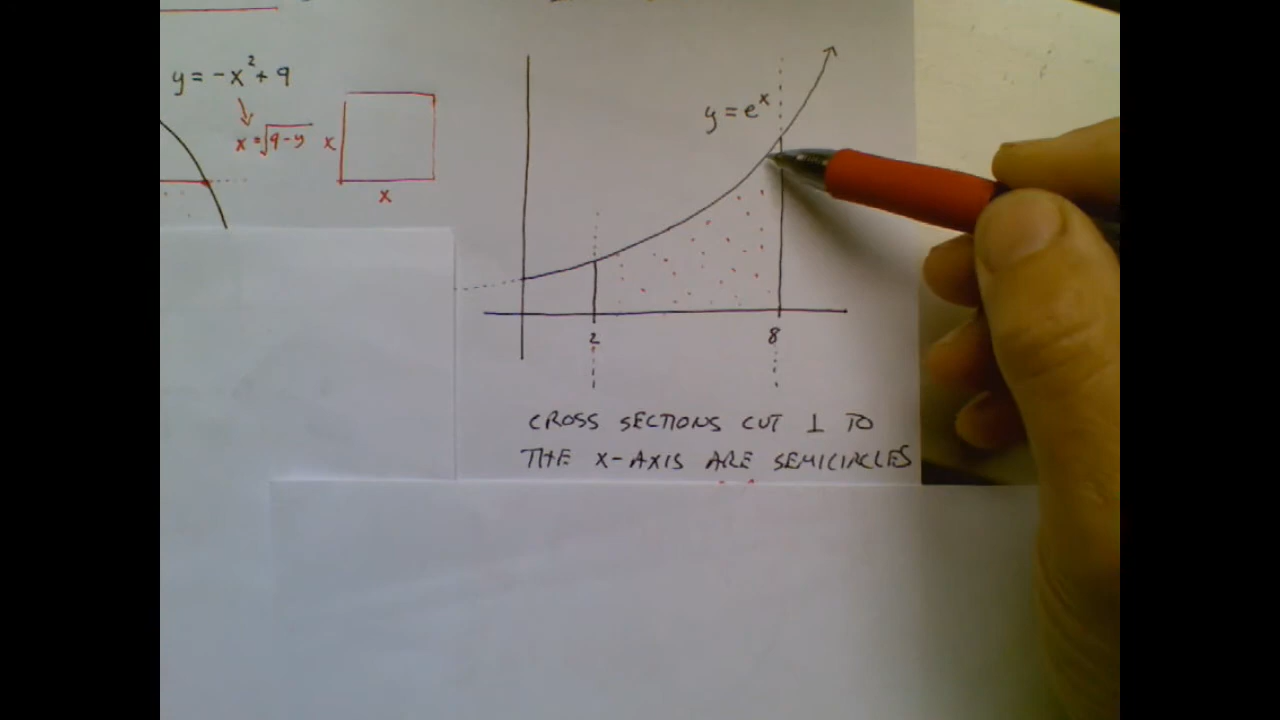 y = -x² + 9
x = √9-y
x
x
y = eˣ
2
8
CROSS SECTIONS CUT ⊥ TO
THE X-AXIS ARE SEMICIRCLES